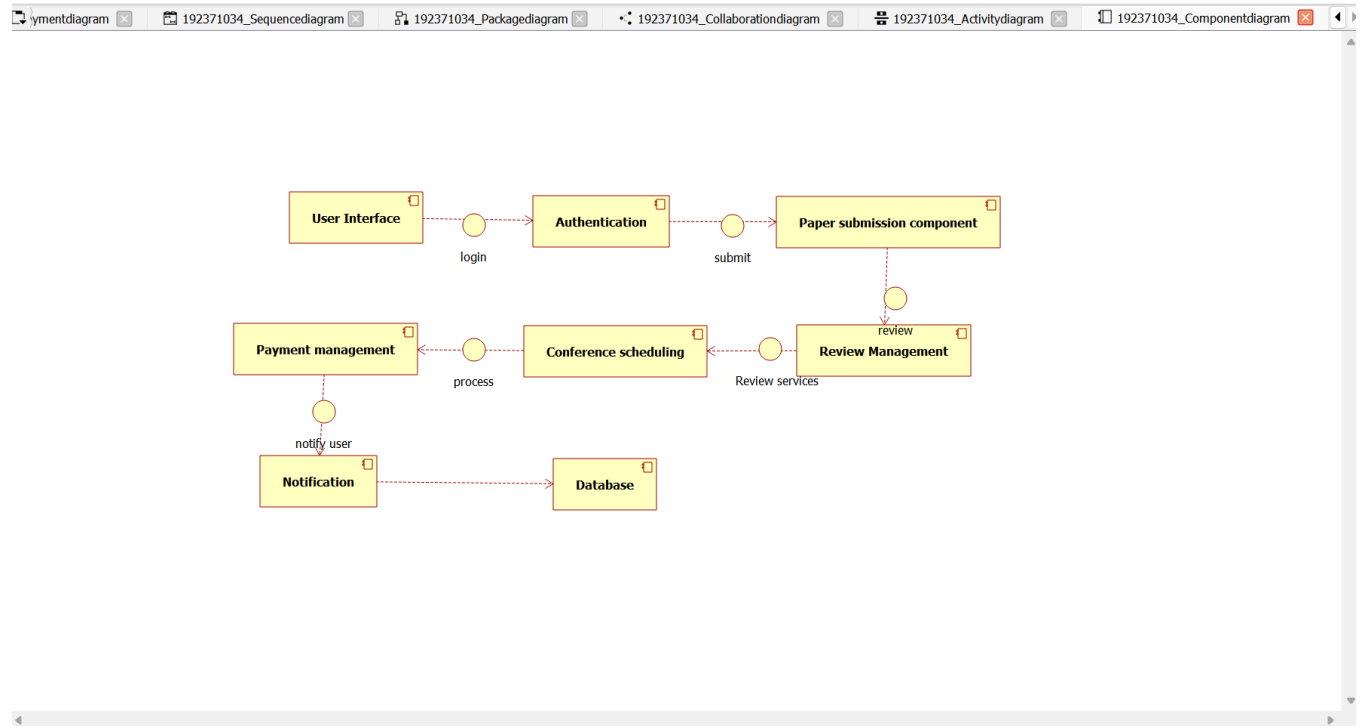 ymentdiagram
192371034_Sequencediagram
192371034_Packagediagram
192371034_Collaborationdiagram
192371034_Activitydiagram
192371034_Componentdiagram
User Interface
Authentication
Paper submission component
login
submit
review
Payment management
Conference scheduling
Review Management
process
Review services
notify user
Notification
Database